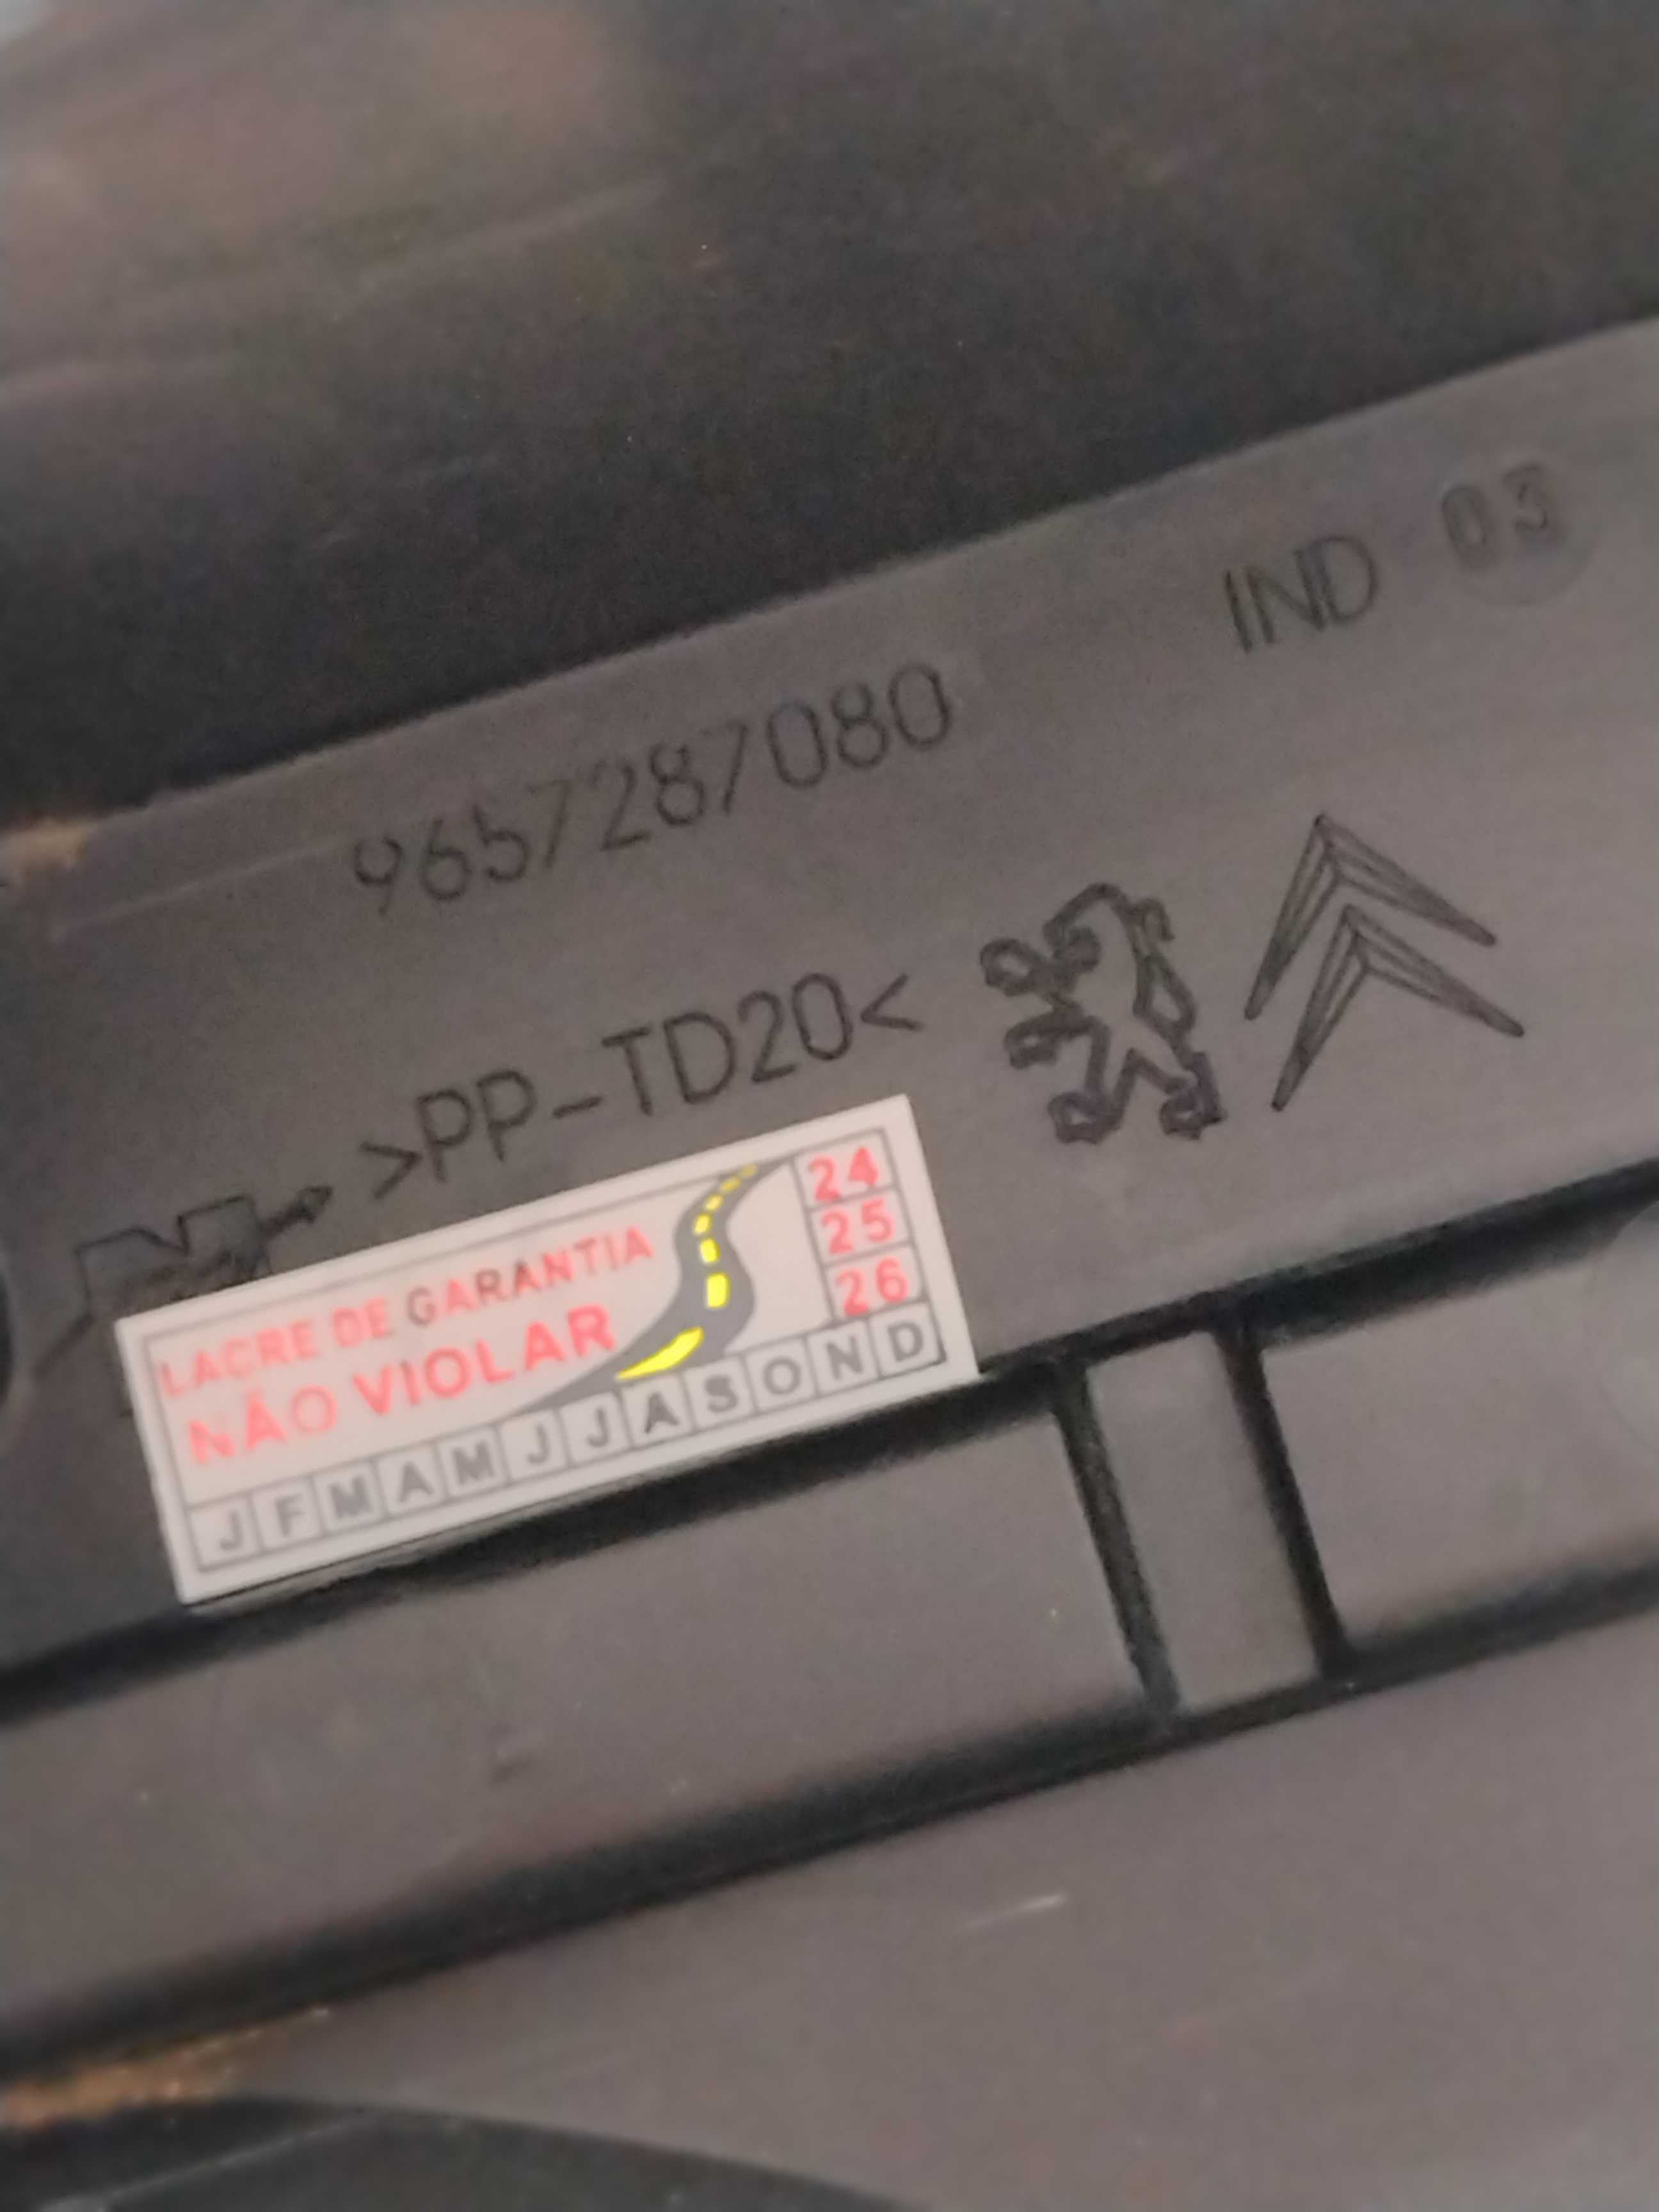 IND 03
9657287080
>PP-TD20<
LACRE DE GARANTIA
NÃO VIOLAR
24
25
26
J F M A M J J A S O N D